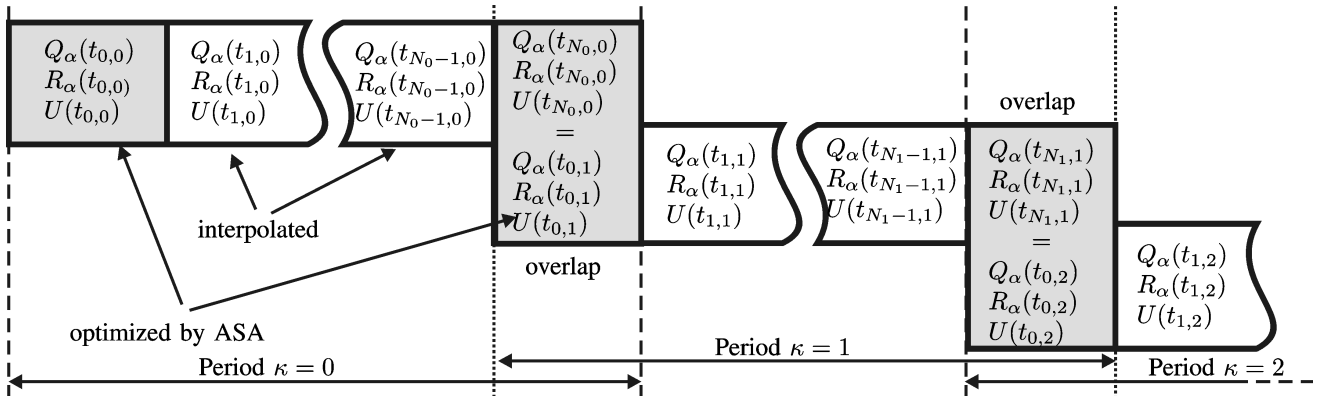 Q_α(t_{0,0})
R_α(t_{0,0})
U(t_{0,0})
Q_α(t_{1,0})
R_α(t_{1,0})
U(t_{1,0})
Q_α(t_{N_0−1,0})
R_α(t_{N_0−1,0})
U(t_{N_0−1,0})
Q_α(t_{N_0,0})
R_α(t_{N_0,0})
U(t_{N_0,0})
=
Q_α(t_{0,1})
R_α(t_{0,1})
U(t_{0,1})
overlap
Q_α(t_{1,1})
R_α(t_{1,1})
U(t_{1,1})
Q_α(t_{N_1−1,1})
R_α(t_{N_1−1,1})
U(t_{N_1−1,1})
overlap
Q_α(t_{N_1,1})
R_α(t_{N_1,1})
U(t_{N_1,1})
=
Q_α(t_{0,2})
R_α(t_{0,2})
U(t_{0,2})
Q_α(t_{1,2})
R_α(t_{1,2})
U(t_{1,2})
interpolated
optimized by ASA
Period κ = 0
Period κ = 1
Period κ = 2